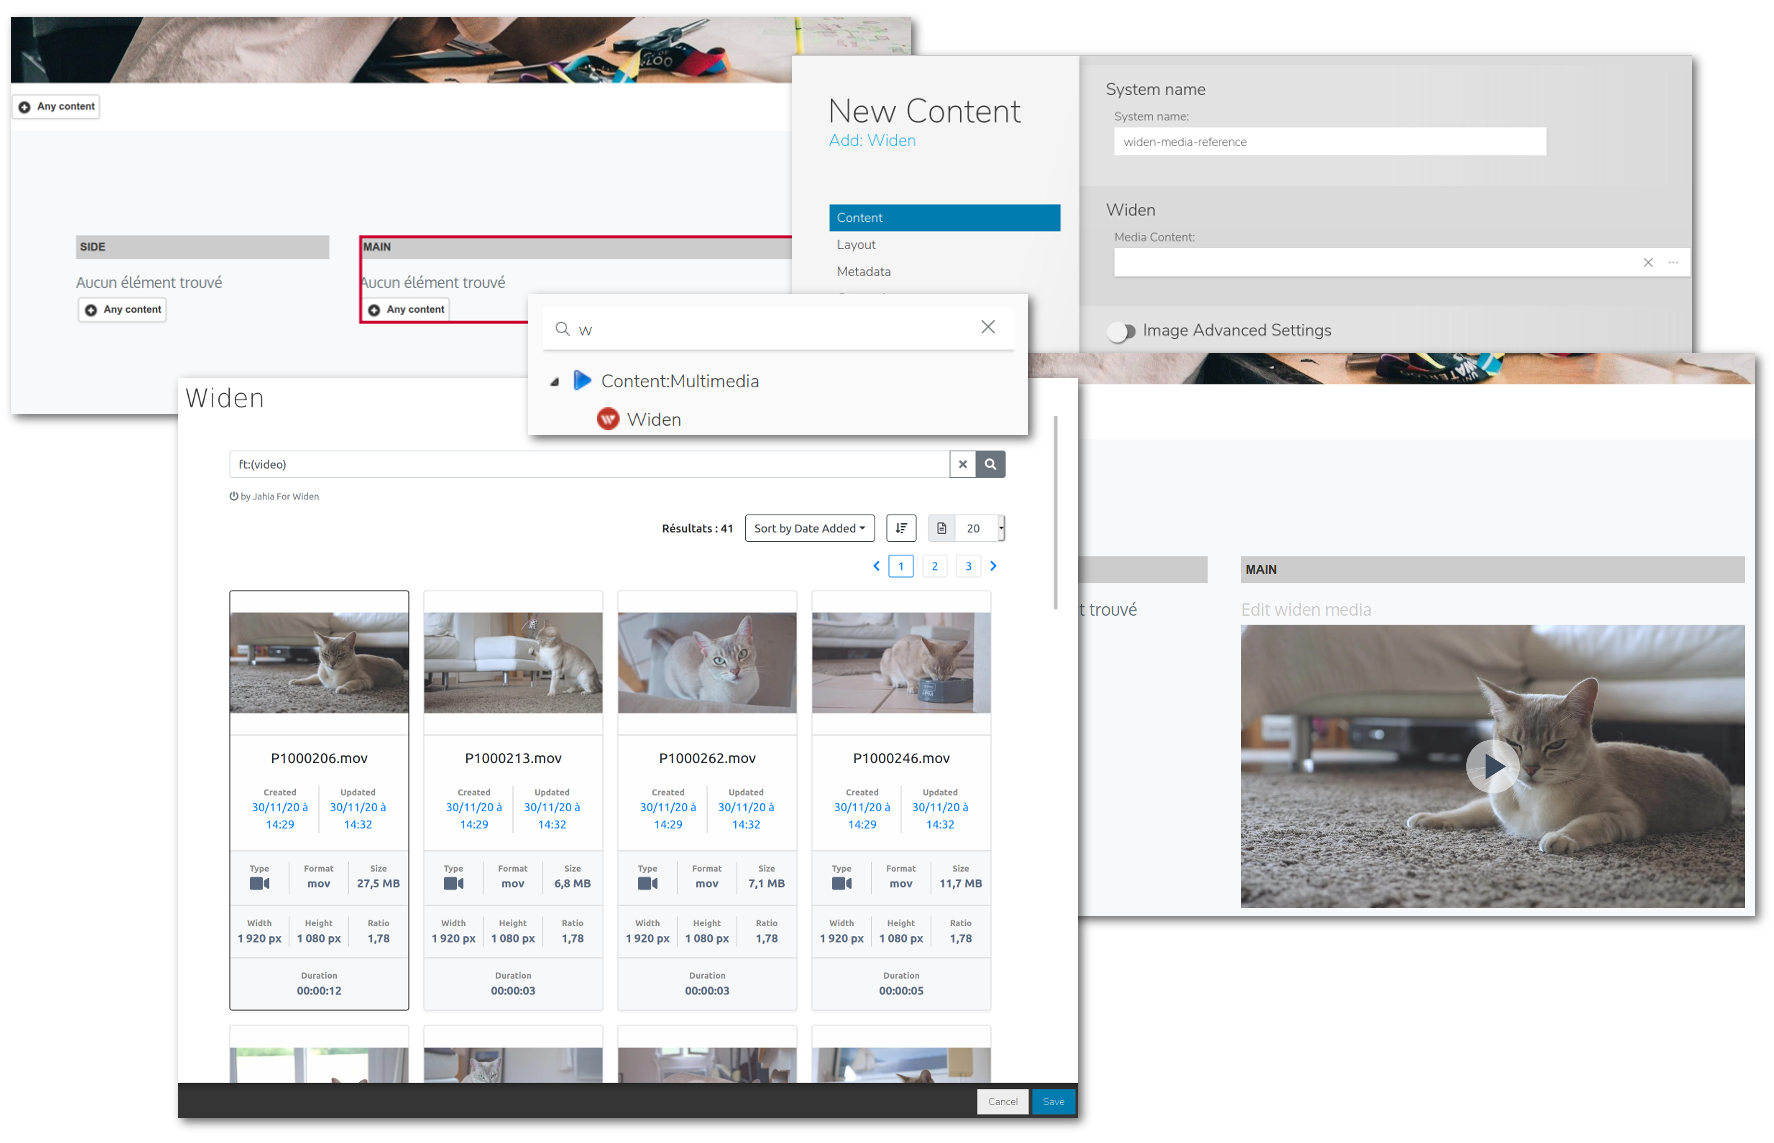 Any content
SIDE
Aucun élément trouvé
Any content
MAIN
Aucun élément trouvé
Any content
New Content
Add: Widen
Content
Layout
Metadata
System name
System name:
widen-media-reference
Widen
Media Content:
Image Advanced Settings
w
Content:Multimedia
Widen
Widen
ft:(video)
by Jahia For Widen
Résultats : 41 Sort by Date Added 20
1 2 3
P1000206.mov P1000213.mov P1000262.mov P1000246.mov
Created Updated Created Updated Created Updated Created Updated
30/11/20 à 30/11/20 à 30/11/20 à 30/11/20 à 30/11/20 à 30/11/20 à 30/11/20 à 30/11/20 à
14:29 14:32 14:29 14:32 14:29 14:32 14:29 14:32
Type Format Size Type Format Size Type Format Size Type Format Size
mov 27,5 MB mov 6,8 MB mov 7,1 MB mov 11,7 MB
Width Height Ratio Width Height Ratio Width Height Ratio Width Height Ratio
1 920 px 1 080 px 1,78 1 920 px 1 080 px 1,78 1 920 px 1 080 px 1,78 1 920 px 1 080 px 1,78
Duration Duration Duration Duration
00:00:12 00:00:03 00:00:03 00:00:05
Cancel Save
MAIN
t trouvé
Edit widen media